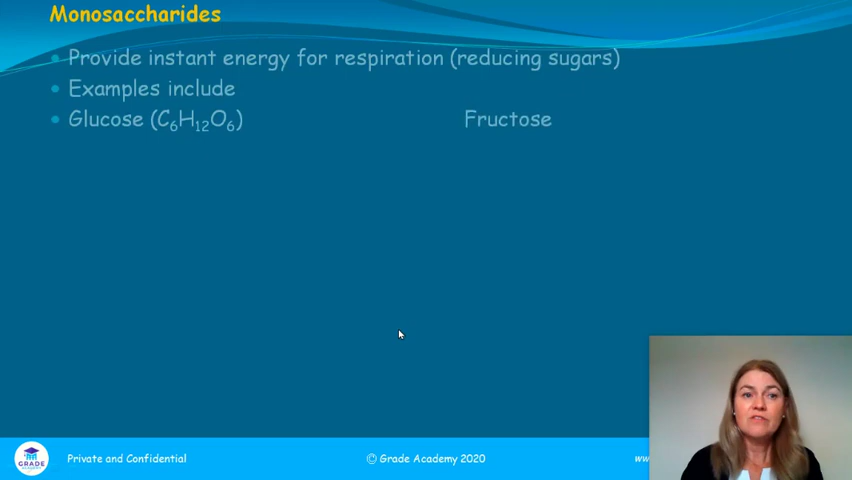 Monosaccharides
Provide instant energy for respiration (reducing sugars)
Examples include
Glucose (C₆H₁₂O₆) Fructose
GRADE
Private and Confidential
© Grade Academy 2020